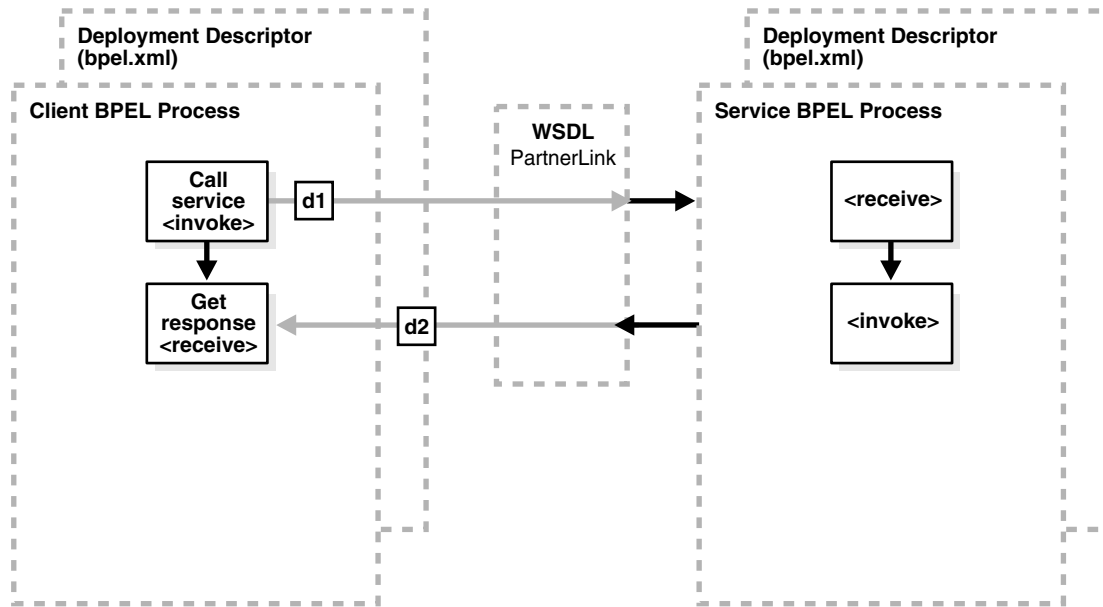 Deployment Descriptor
(bpel.xml)
Client BPEL Process
Call
service
<invoke>
d1
Get
response
<receive>
d2
WSDL
PartnerLink
Deployment Descriptor
(bpel.xml)
Service BPEL Process
<receive>
<invoke>